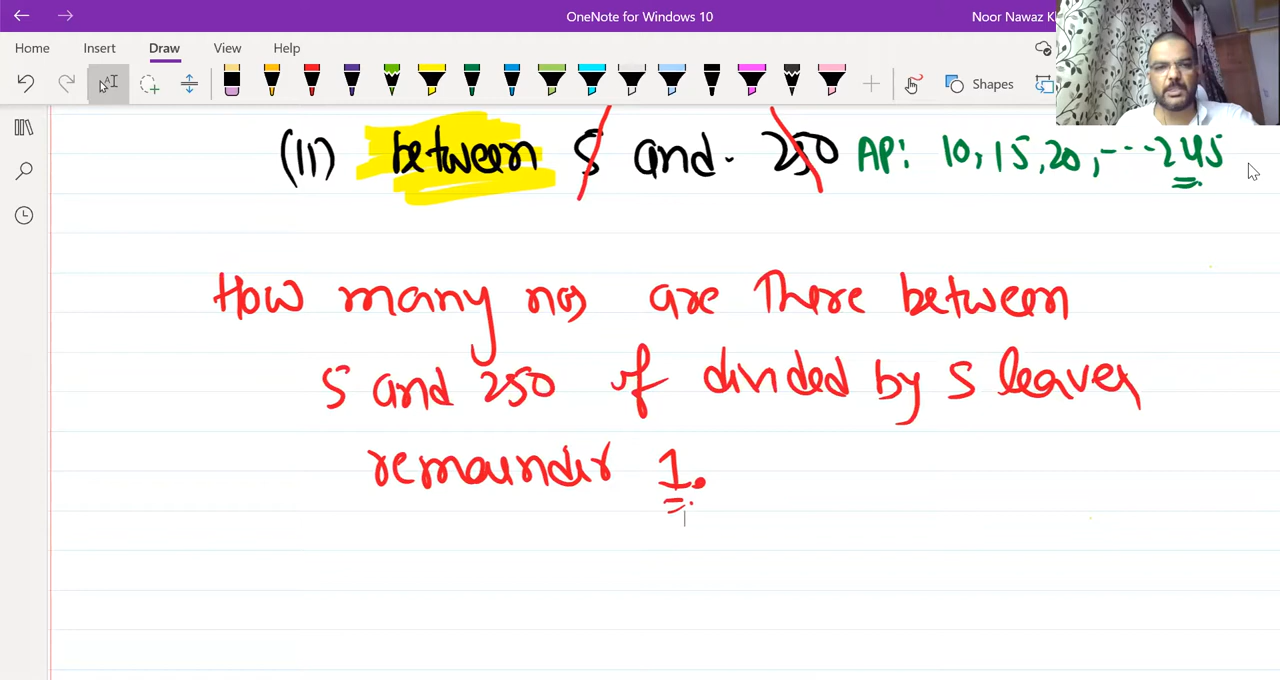 OneNote for Windows 10
Noor Nawaz K
Home Insert Draw View Help
Shapes
(11) between 5 and. 250 AP: 10, 15, 20, --- 245
How many nos are there between
5 and 250 if divided by 5 leaves
remainder 1.